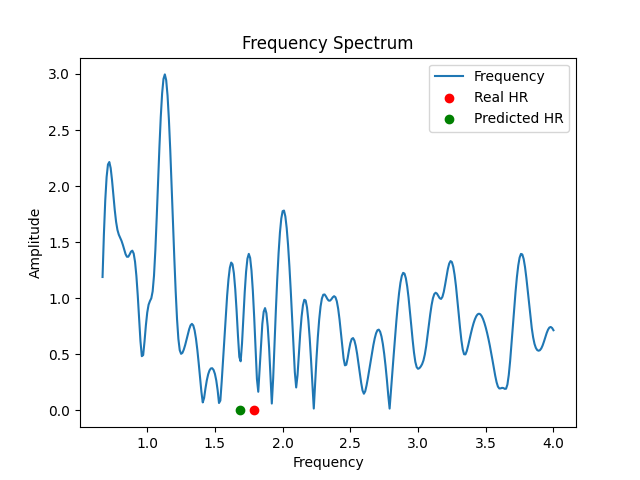 Frequency Spectrum
Frequency
Real HR
Predicted HR
Amplitude
3.0
2.5
2.0
1.5
1.0
0.5
0.0
1.0 1.5 2.0 2.5 3.0 3.5 4.0
Frequency